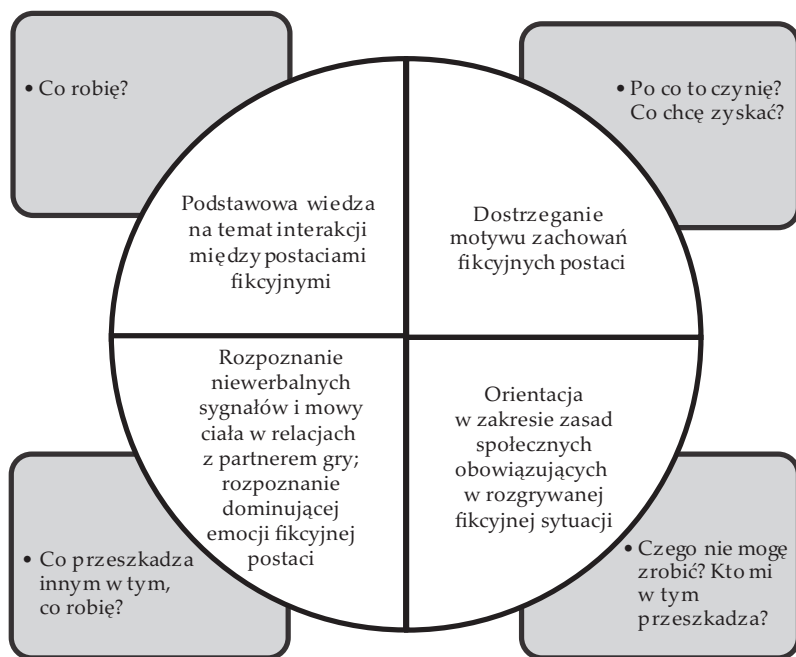 • Co robię?
• Po co to czynię?
Co chcę zyskać?
Podstawowa wiedza
na temat interakcji
między postaciami
fikcyjnymi
Dostrzeganie
motywu zachowań
fikcyjnych postaci
Rozpoznanie
niewerbalnych
sygnałów i mowy
ciała w relacjach
z partnerem gry;
rozpoznanie
dominującej
emocji fikcyjnej
postaci
Orientacja
w zakresie zasad
społecznych
obowiązujących
w rozgrywanej
fikcyjnej sytuacji
• Co przeszkadza
innym w tym,
co robię?
• Czego nie mogę
zrobić? Kto mi
w tym
przeszkadza?